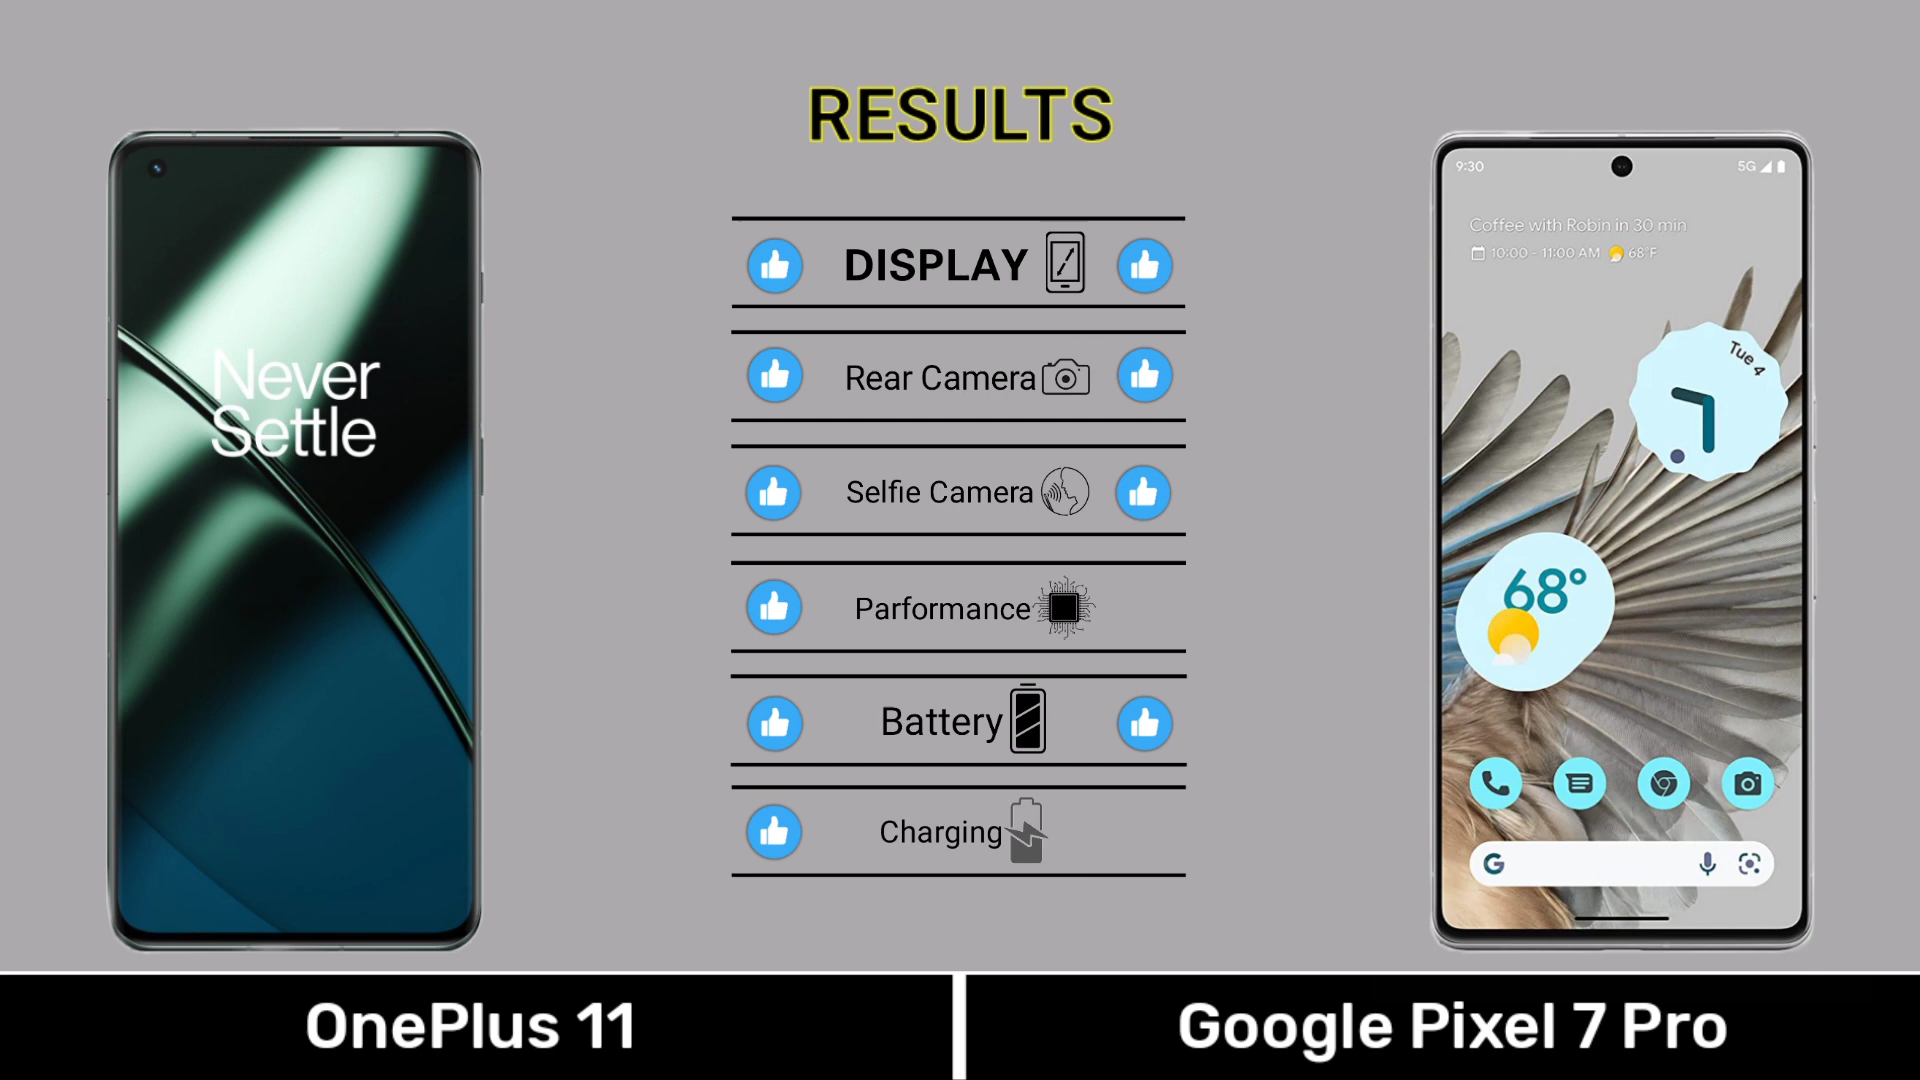 RESULTS
Never
Settle
DISPLAY
Rear Camera
Selfie Camera
Parformance
Battery
Charging
9:30
5G
Coffee with Robin in 30 min
10:00 - 11:00 AM 68°F
Tue 4
68°
G
OnePlus 11
Google Pixel 7 Pro